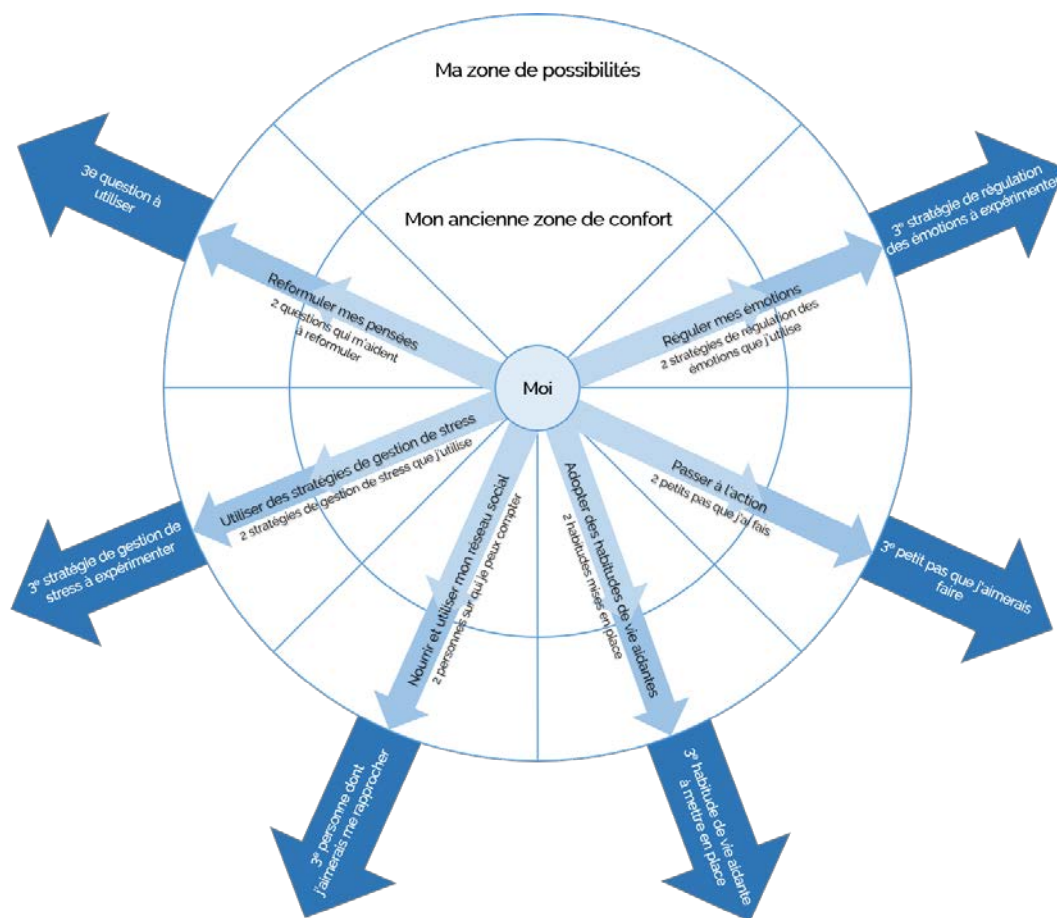 Ma zone de possibilités
Mon ancienne zone de confort
3e question à
utiliser
Reformuler mes pensées
2 questions qui m'aident
à reformuler
3e stratégie de régulation
des émotions à expérimenter
Réguler mes émotions
2 stratégies de régulation des
émotions que j'utilise
Moi
Utiliser des stratégies de gestion de stress
2 stratégies de gestion de stress que j'utilise
3e stratégie de gestion de
stress à expérimenter
Passer à l'action
2 petits pas que j'ai fais
3e petit pas que j'aimerais
faire
Nourrir et utiliser mon réseau social
2 personnes sur qui je peux compter
3e personne dont
j'aimerais me rapprocher
Adopter des habitudes de vie aidantes
2 habitudes mises en place
3e habitude de vie aidante
à mettre en place